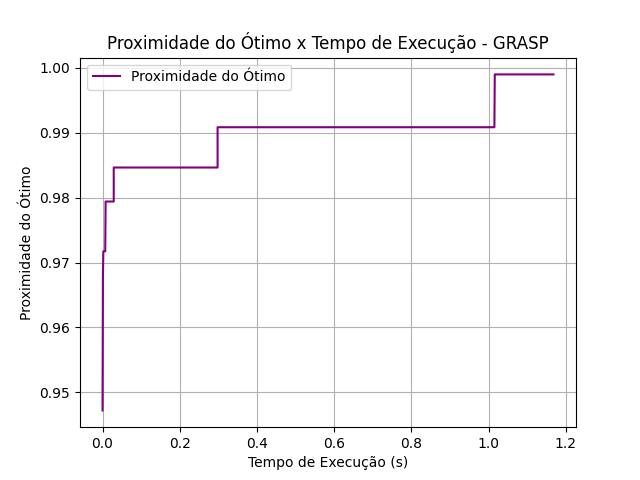 Proximidade do Ótimo x Tempo de Execução - GRASP
Proximidade do Ótimo
Proximidade do Ótimo
1.00
0.99
0.98
0.97
0.96
0.95
0.0 0.2 0.4 0.6 0.8 1.0 1.2
Tempo de Execução (s)